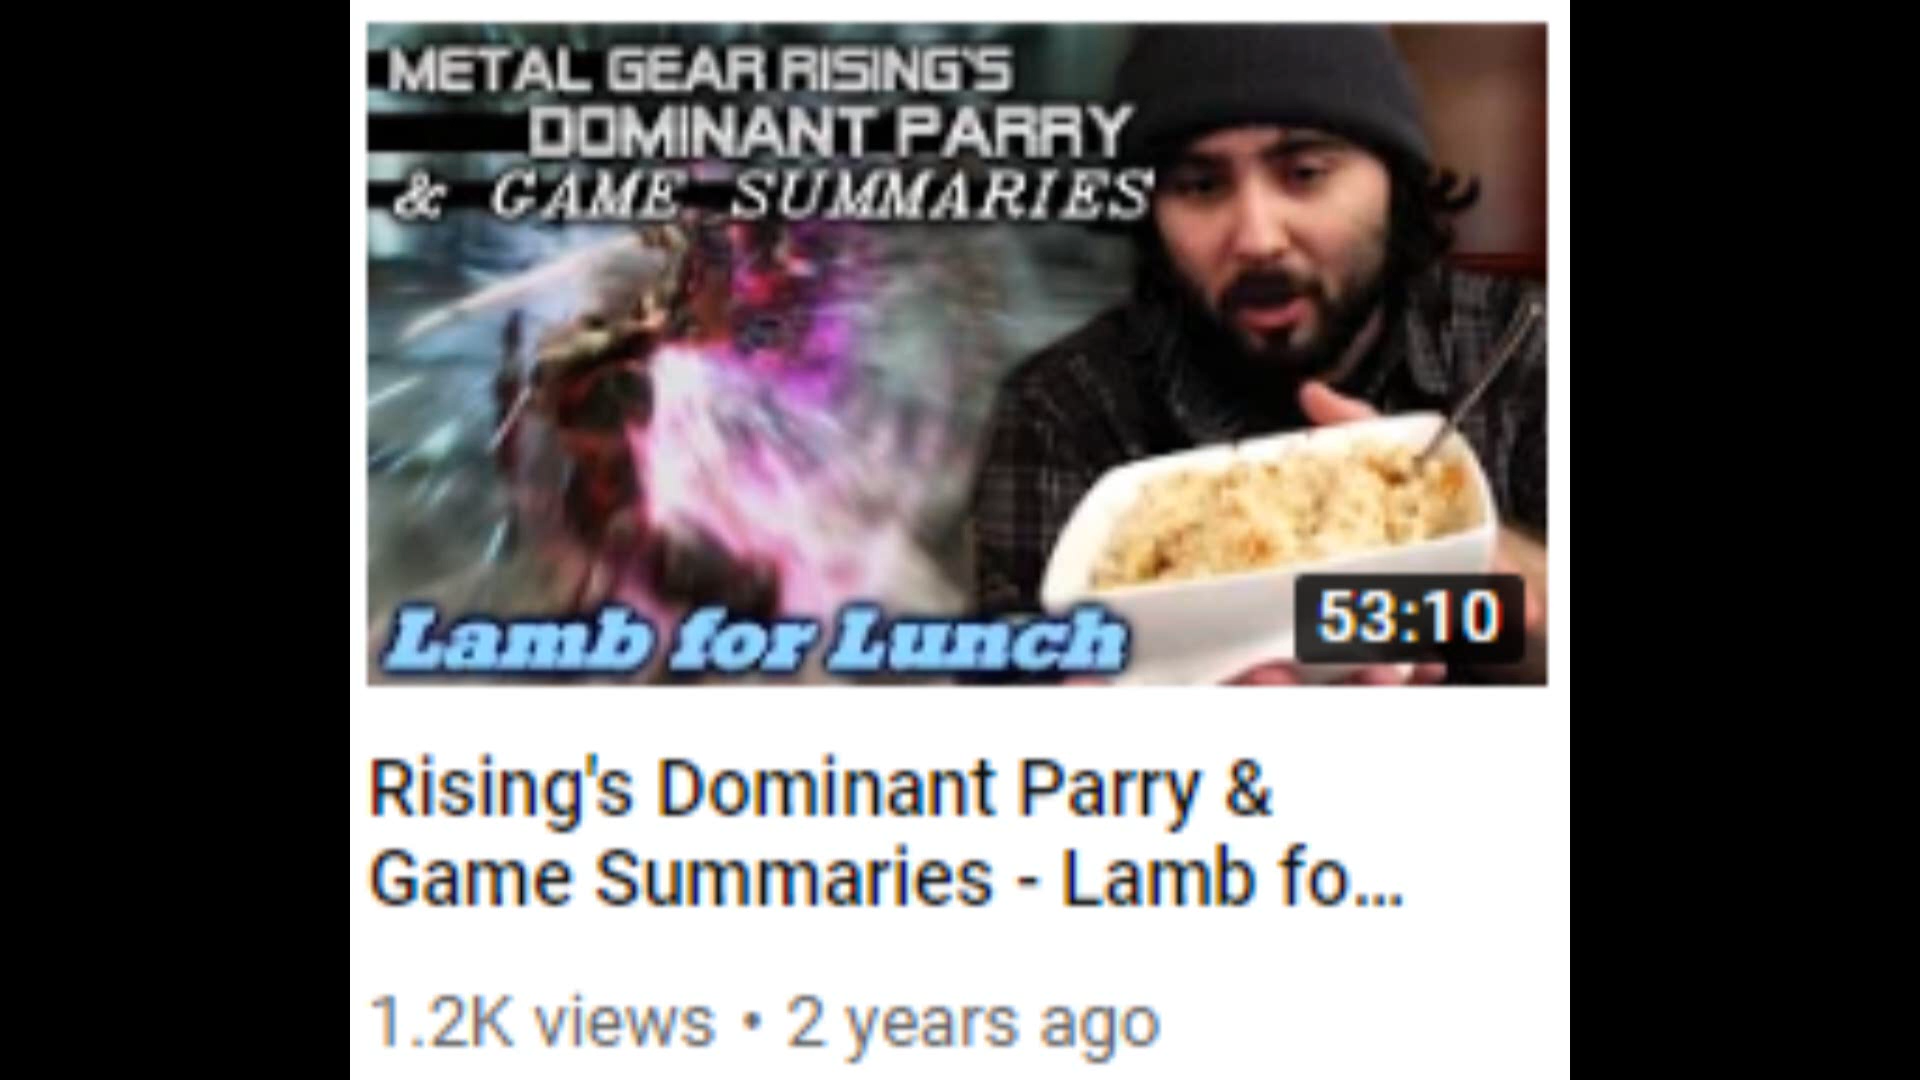 METAL GEAR RISING'S
DOMINANT PARRY
& GAME SUMMARIES
Lamb for Lunch
53:10
Rising's Dominant Parry &
Game Summaries - Lamb fo...
1.2K views • 2 years ago